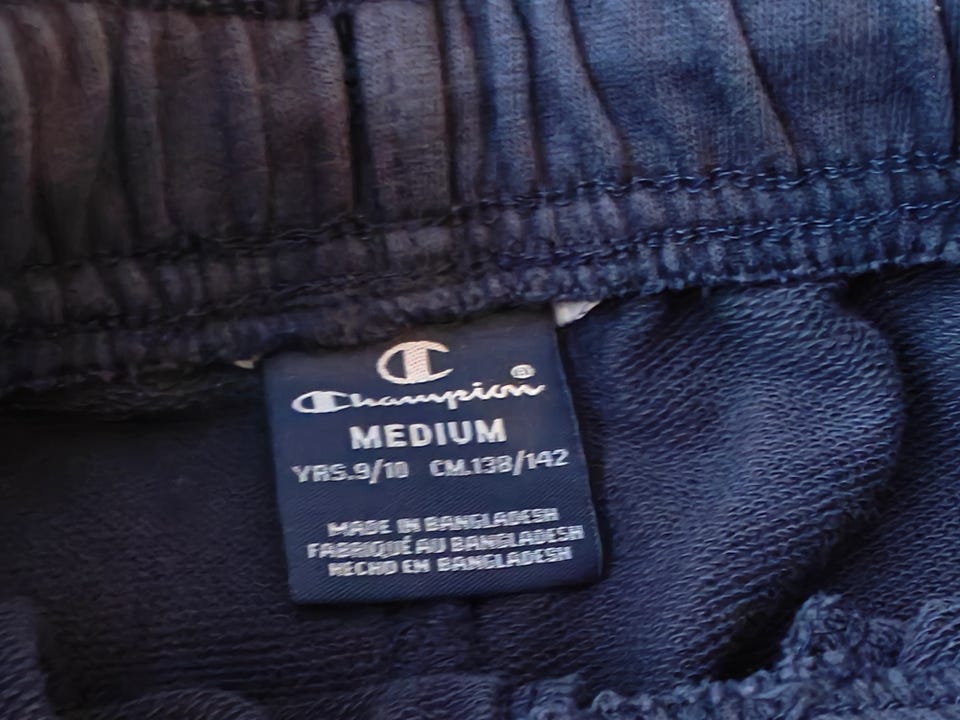 Champion
MEDIUM
YRS.9/10 CM.138/142
MADE IN BANGLADESH
FABRIQUÉ AU BANGLADESH
HECHO EN BANGLADESH